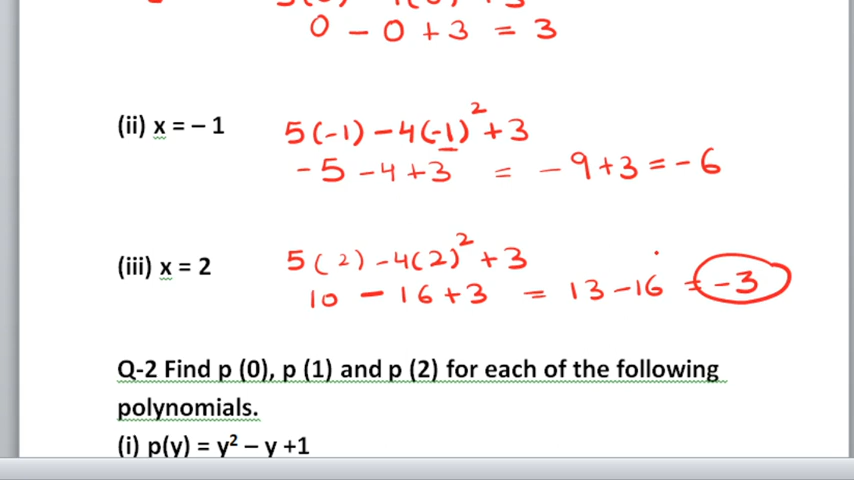 0 – 0 + 3 = 3
(ii) x = – 1 5(-1) – 4(-1)² + 3
- 5 – 4 + 3 = – 9 + 3 = – 6
(iii) x = 2 5(2) – 4(2)² + 3
10 – 16 + 3 = 13 – 16 = – 3
Q-2 Find p (0), p (1) and p (2) for each of the following
polynomials.
(i) p(y) = y² – y +1